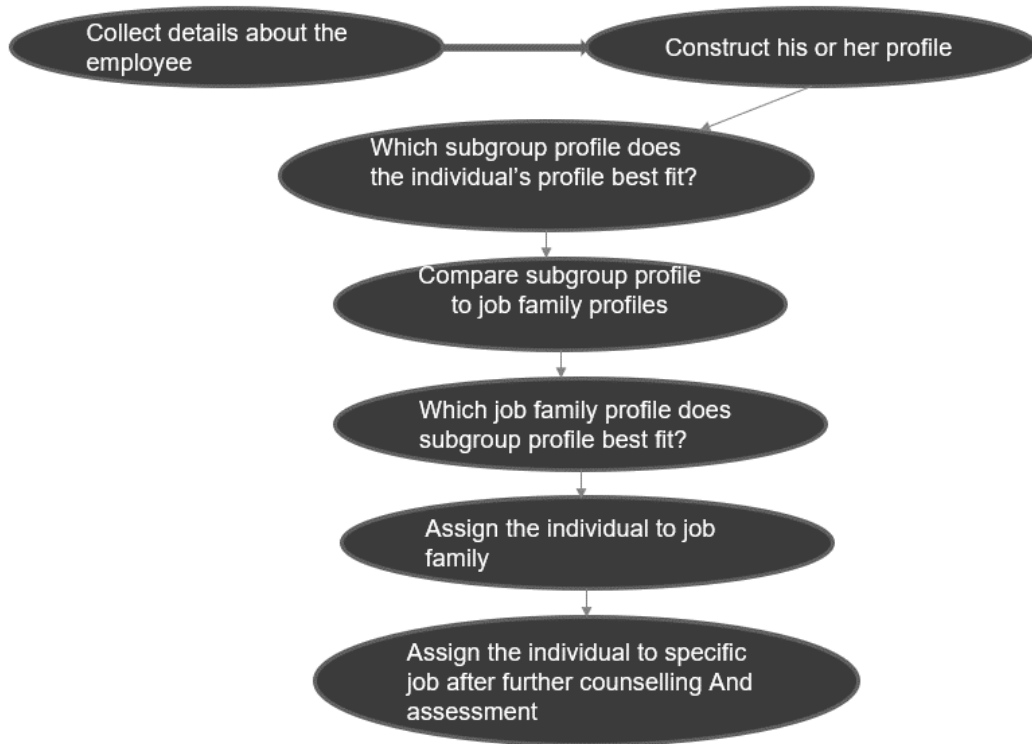 Collect details about the
employee
Construct his or her profile
Which subgroup profile does
the individual’s profile best fit?
Compare subgroup profile
to job family profiles
Which job family profile does
subgroup profile best fit?
Assign the individual to job
family
Assign the individual to specific
job after further counselling And
assessment